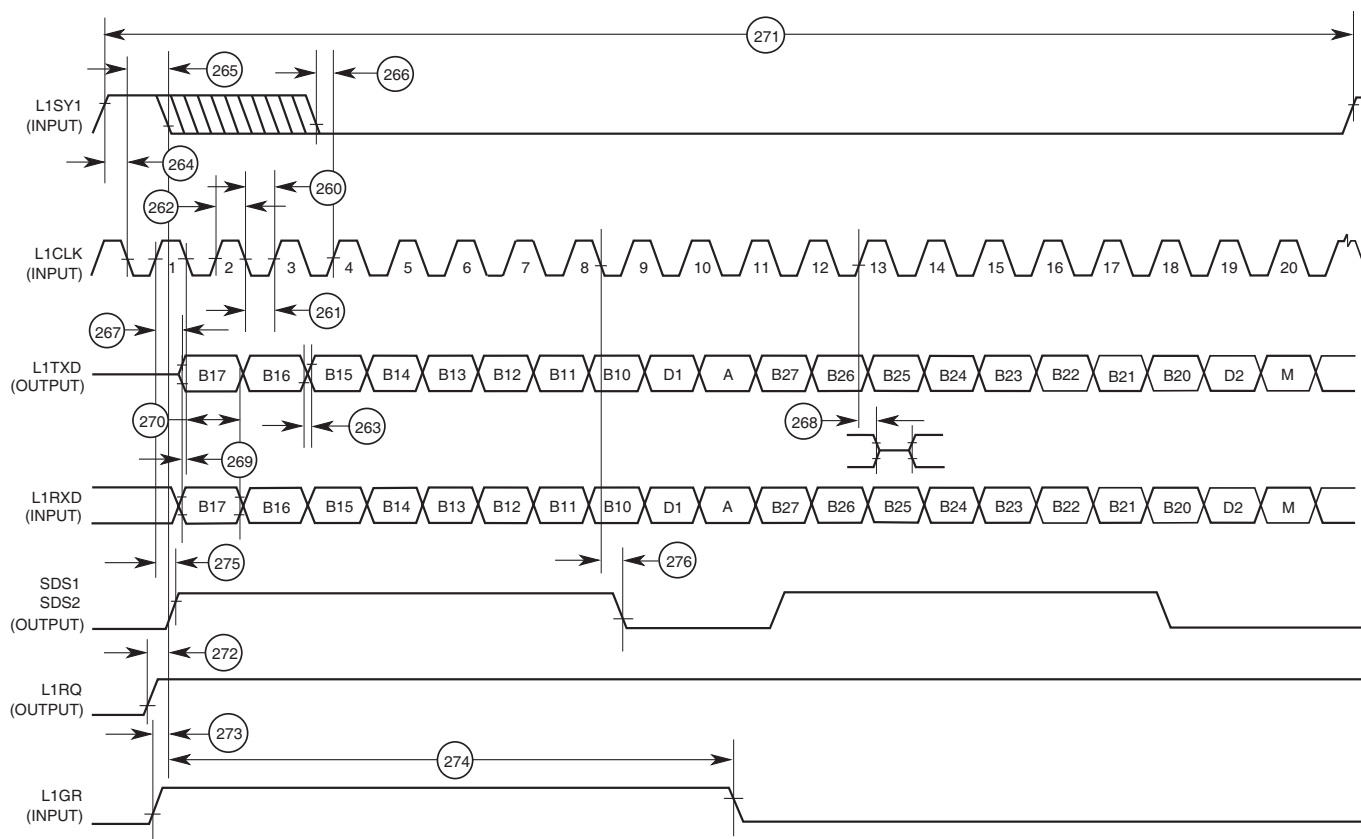 271
265
266
L1SY1
(INPUT)
264
260
262
L1CLK
(INPUT)
1 2 3 4 5 6 7 8 9 10 11 12 13 14 15 16 17 18 19 20
261
267
L1TXD
(OUTPUT)
B17 B16 B15 B14 B13 B12 B11 B10 D1 A B27 B26 B25 B24 B23 B22 B21 B20 D2 M
270
263
268
269
L1RXD
(INPUT)
B17 B16 B15 B14 B13 B12 B11 B10 D1 A B27 B26 B25 B24 B23 B22 B21 B20 D2 M
275
276
SDS1
SDS2
(OUTPUT)
272
L1RQ
(OUTPUT)
273
274
L1GR
(INPUT)